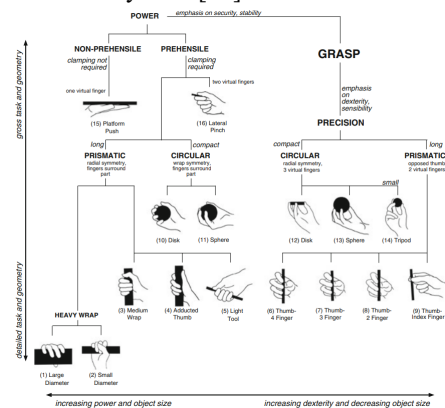 POWER
emphasis on security, stability
NON-PREHENSILE
PREHENSILE
clamping not
required
clamping
required
GRASP
one virtual finger
two virtual fingers
emphasis
on
dexterity,
sensibility
(15) Platform
Push
(16) Lateral
Pinch
PRECISION
long
compact
compact
long
PRISMATIC
radial symmetry,
fingers surround
part
CIRCULAR
wrap symmetry,
fingers surround
part
CIRCULAR
radial symmetry,
3 virtual fingers
PRISMATIC
opposed thumb,
2 virtual fingers
small
(10) Disk
(11) Sphere
(12) Disk
(13) Sphere
(14) Tripod
(3) Medium
Wrap
(4) Adducted
Thumb
(5) Light
Tool
(6) Thumb-
4 Finger
(7) Thumb-
3 Finger
(8) Thumb-
2 Finger
(9) Thumb-
Index Finger
HEAVY WRAP
(1) Large
Diameter
(2) Small
Diameter
gross task and geometry
detailed task and geometry
increasing power and object size
increasing dexterity and decreasing object size